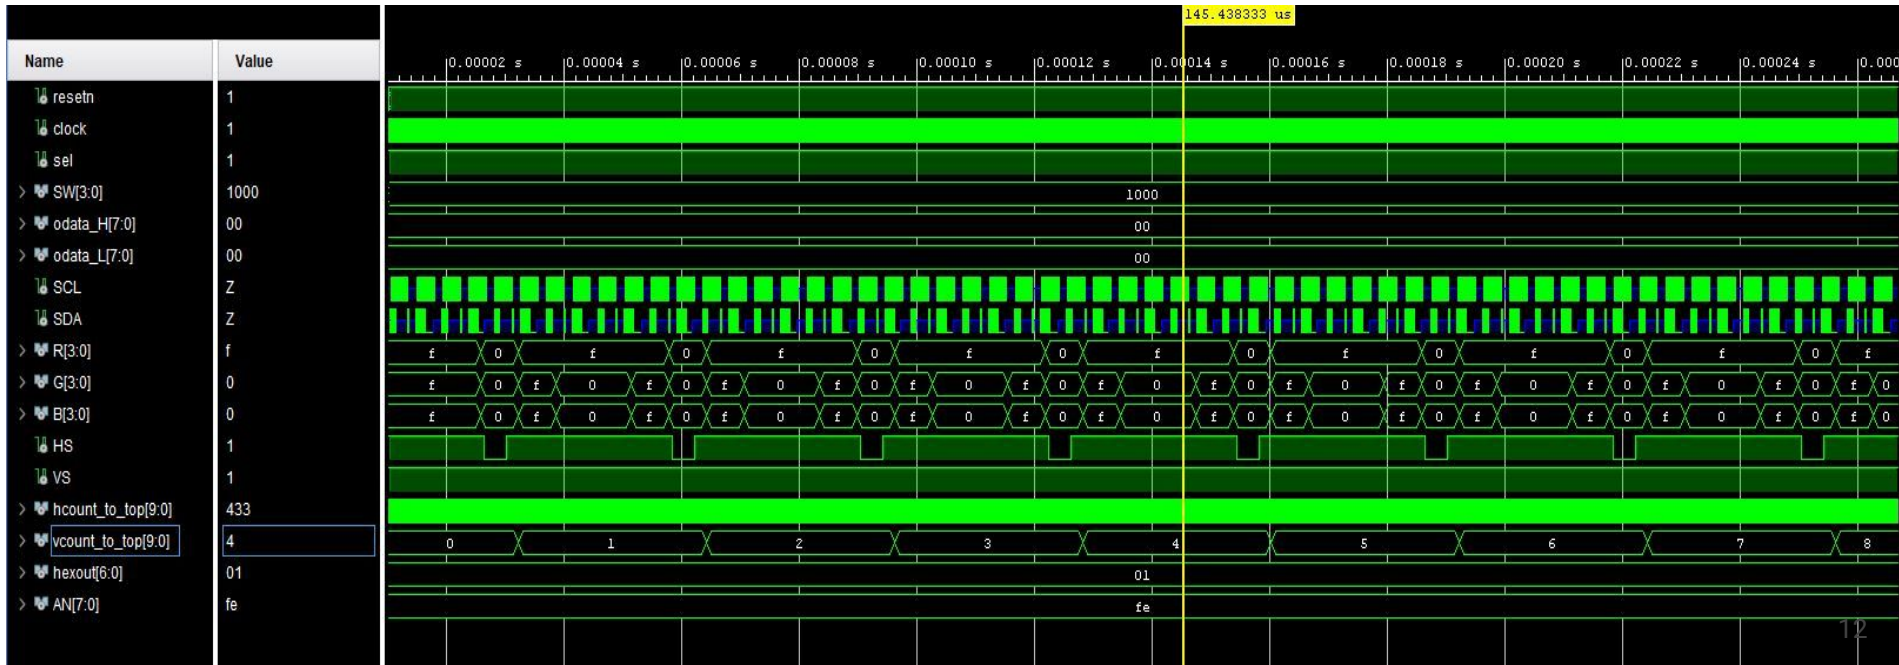 145.438333 us
Name Value
0.00002 s 0.00004 s 0.00006 s 0.00008 s 0.00010 s 0.00012 s 0.00014 s 0.00016 s 0.00018 s 0.00020 s 0.00022 s 0.00024 s 0.000
resetn 1
clock 1
sel 1
SW[3:0] 1000 1000
odata_H[7:0] 00 00
odata_L[7:0] 00 00
SCL Z
SDA Z
R[3:0] f f 0 f 0 f 0 f 0 f 0 f 0 f 0 f 0 f
G[3:0] 0 f 0 f 0 f 0 f 0 f 0 f 0 f 0 f 0 f 0 f 0 f 0 f 0 f 0 f 0 f 0 f 0
B[3:0] 0 f 0 f 0 f 0 f 0 f 0 f 0 f 0 f 0 f 0 f 0 f 0 f 0 f 0 f 0 f 0 f 0
HS 1
VS 1
hcount_to_top[9:0] 433
vcount_to_top[9:0] 4 0 1 2 3 4 5 6 7 8
hexout[6:0] 01 01
AN[7:0] fe fe
12